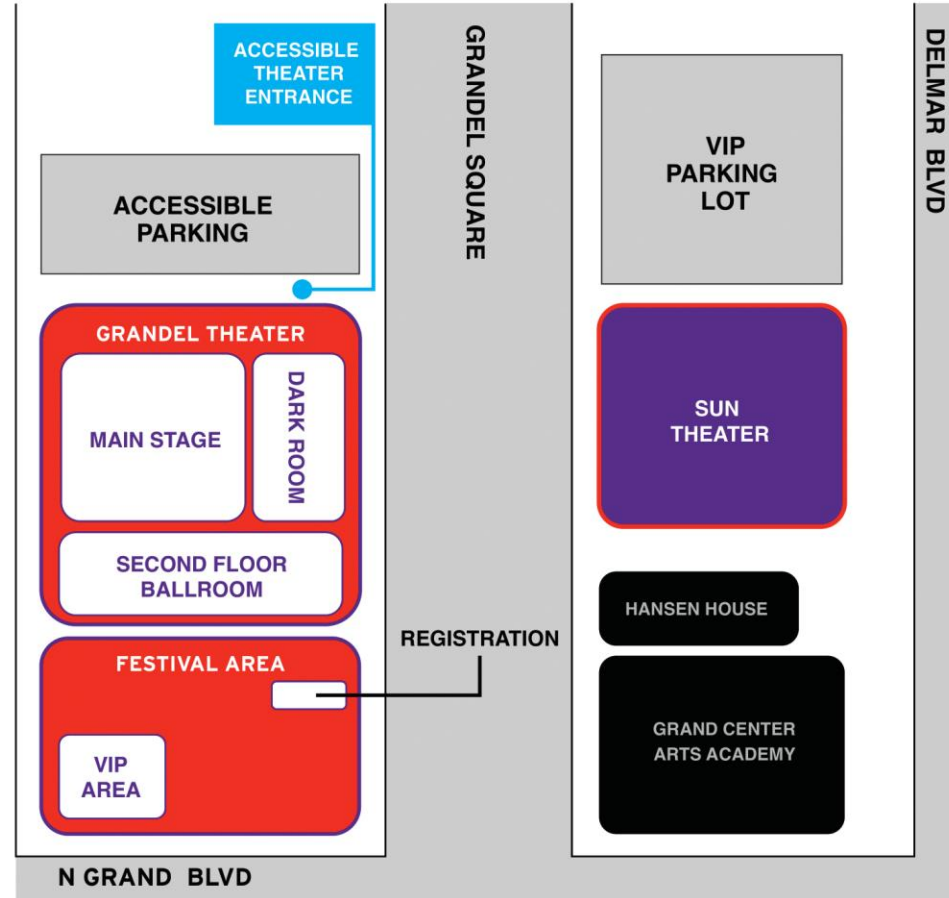 ACCESSIBLE
THEATER
ENTRANCE
GRANDEL SQUARE
DELMAR BLVD
VIP
PARKING
LOT
ACCESSIBLE
PARKING
GRANDEL THEATER
MAIN STAGE
DARK ROOM
SECOND FLOOR
BALLROOM
SUN
THEATER
HANSEN HOUSE
REGISTRATION
FESTIVAL AREA
VIP
AREA
GRAND CENTER
ARTS ACADEMY
N GRAND BLVD